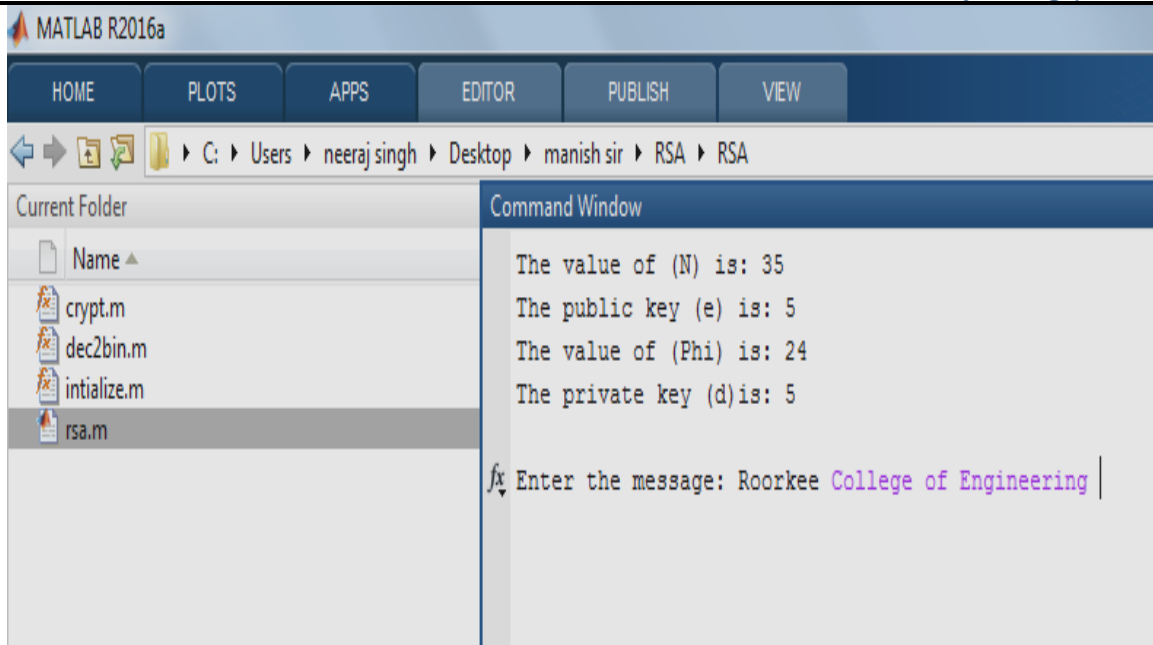 MATLAB R2016a
HOME PLOTS APPS EDITOR PUBLISH VIEW
C: Users neeraj singh Desktop manish sir RSA RSA
Current Folder
Name
crypt.m
dec2bin.m
intialize.m
rsa.m
Command Window
The value of (N) is: 35
The public key (e) is: 5
The value of (Phi) is: 24
The private key (d)is: 5
fx Enter the message: Roorkee College of Engineering